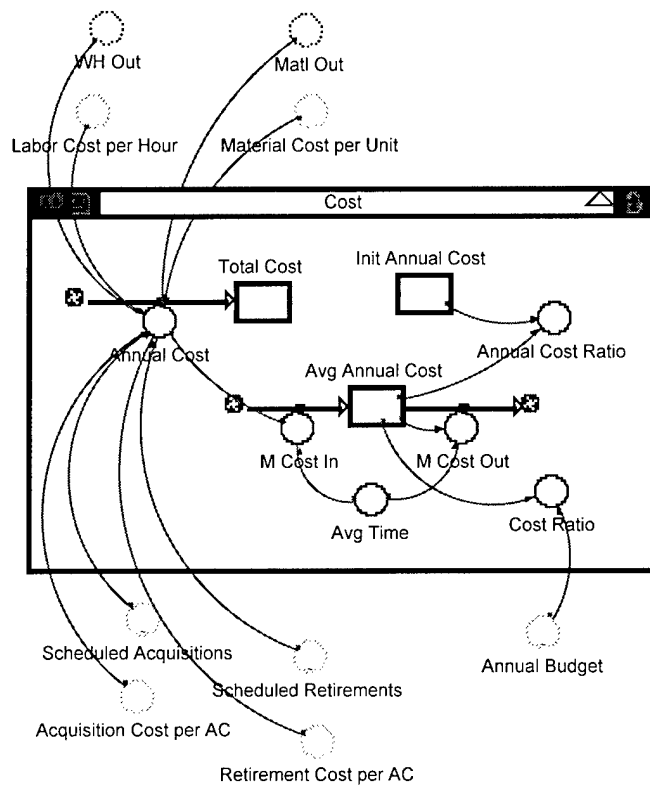 WH Out
Matl Out
Labor Cost per Hour
Material Cost per Unit
Cost
Total Cost
Init Annual Cost
Annual Cost
Annual Cost Ratio
Avg Annual Cost
M Cost In
M Cost Out
Avg Time
Cost Ratio
Scheduled Acquisitions
Scheduled Retirements
Annual Budget
Acquisition Cost per AC
Retirement Cost per AC